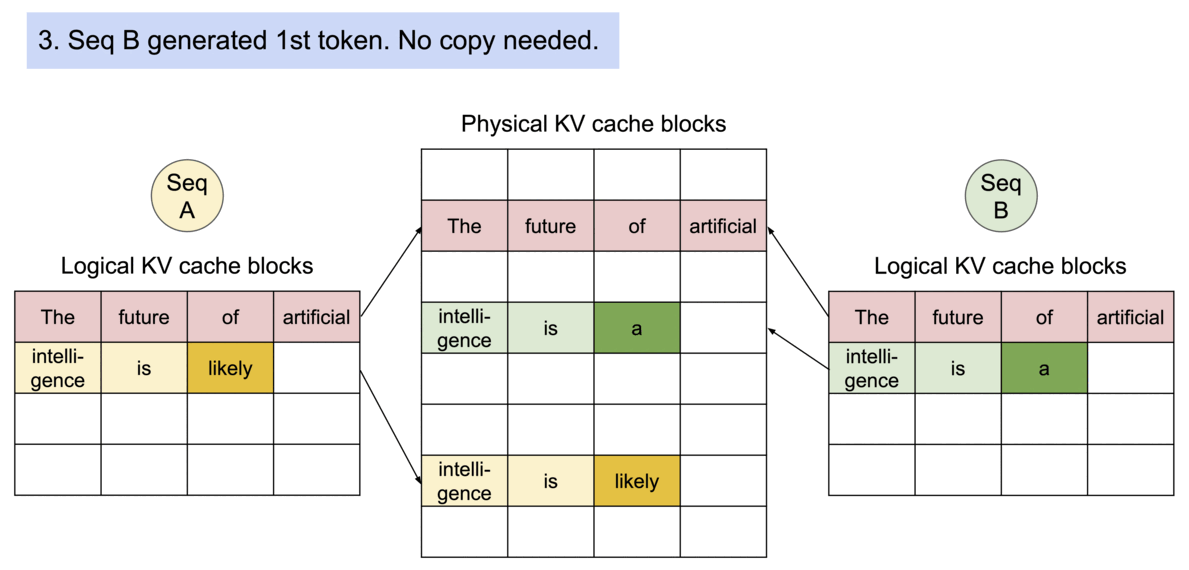 3. Seq B generated 1st token. No copy needed.
Physical KV cache blocks
Seq
A
Seq
B
Logical KV cache blocks
The future of artificial
intelli-
gence is likely
The future of artificial
intelli-
gence is a
intelli-
gence is likely
Logical KV cache blocks
The future of artificial
intelli-
gence is a